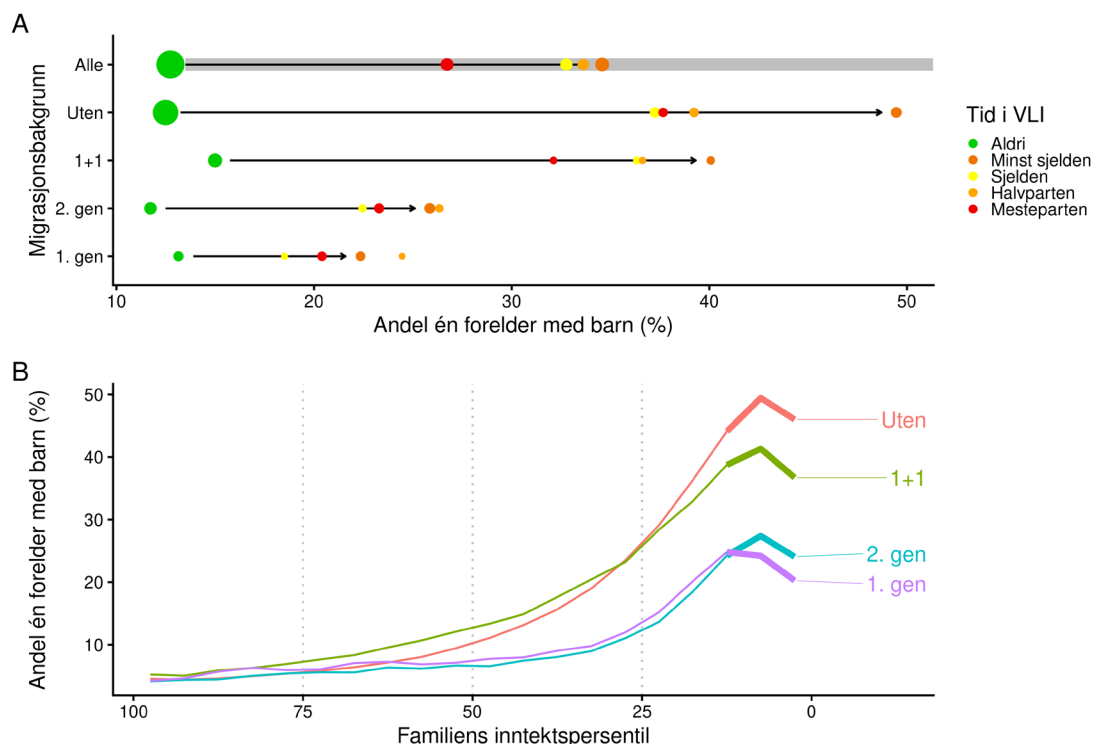 A
Migrasjonsbakgrunn
Alle
Uten
1+1
2. gen
1. gen
10 20 30 40 50
Andel én forelder med barn (%)
Tid i VLI
Aldri
Minst sjelden
Sjelden
Halvparten
Mesteparten
B
Andel én forelder med barn (%)
50
40
30
20
10
Uten
1+1
2. gen
1. gen
100 75 50 25 0
Familiens inntektspersentil